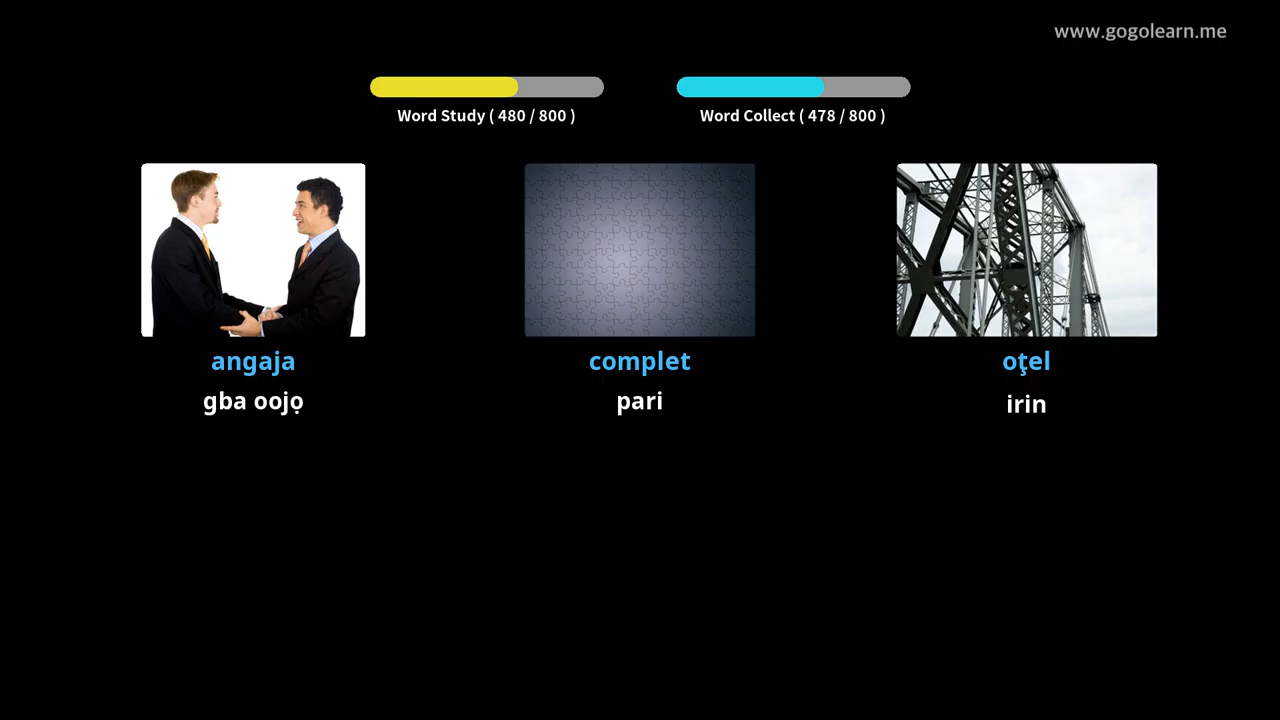 www.gogolearn.me
Word Study ( 480 / 800 )
Word Collect ( 478 / 800 )
angaja
complet
oţel
gba oojọ
pari
irin